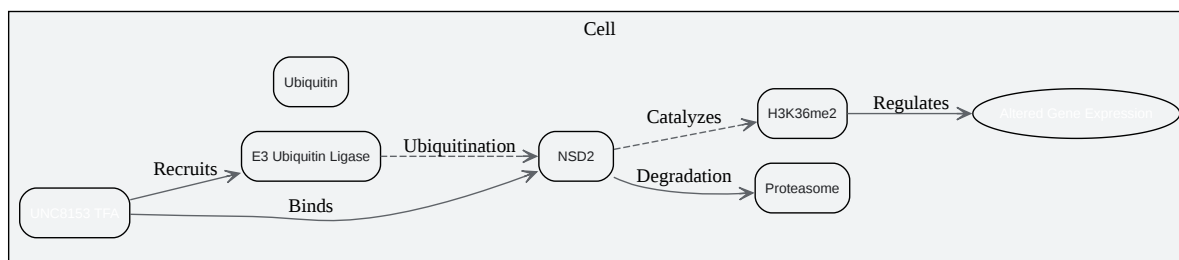 Cell
Ubiquitin
Catalyzes
H3K36me2
Regulates
Altered Gene Expression
Recruits
E3 Ubiquitin Ligase
Ubiquitination
NSD2
Degradation
Proteasome
UNC8153 TFA
Binds